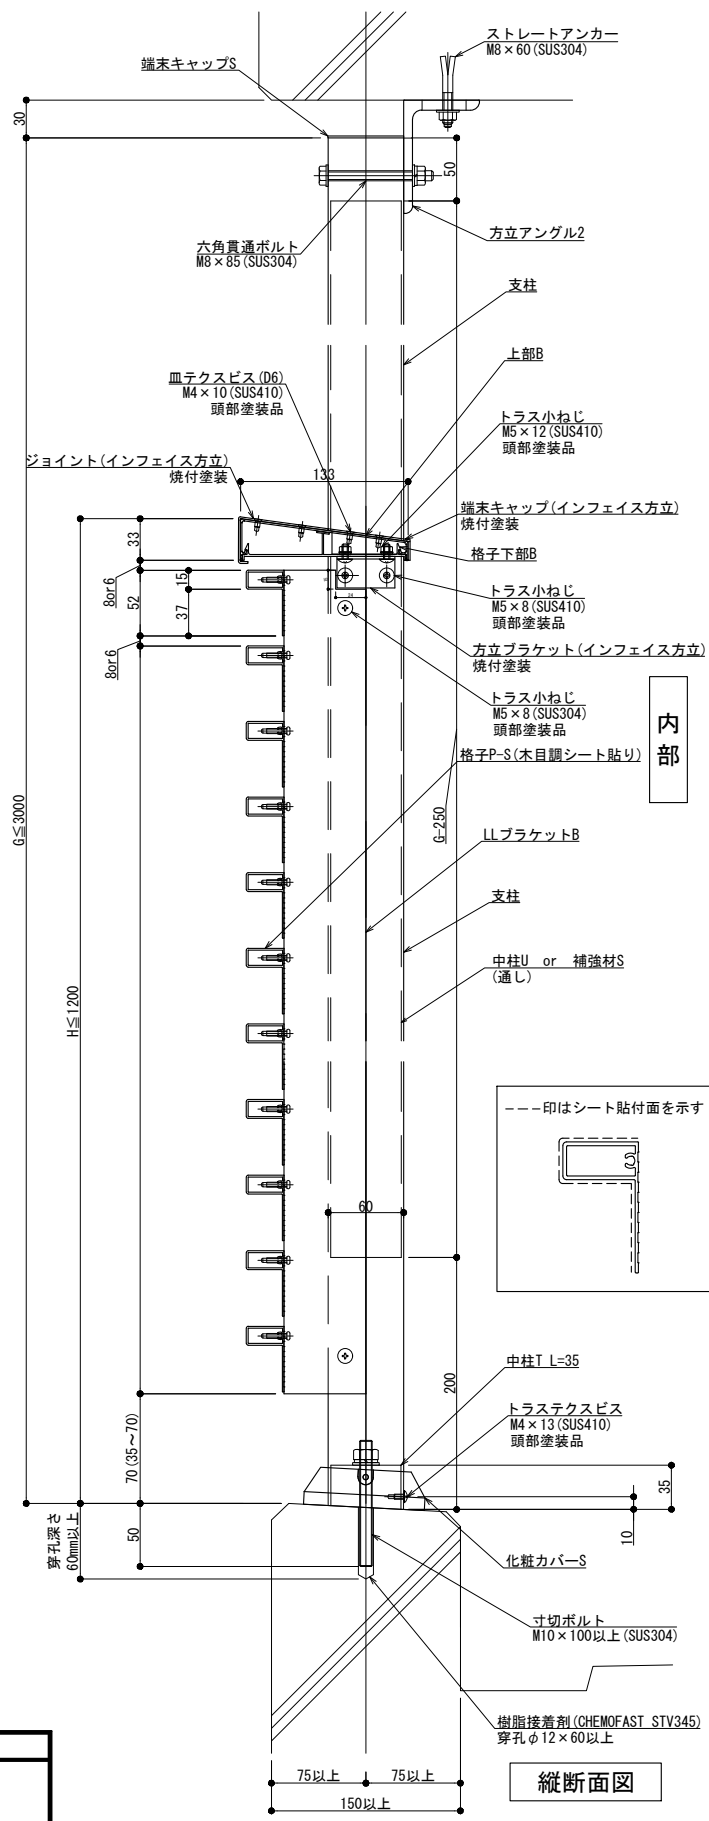 ストレートアンカー
M8×60(SUS304)
端末キャップS
30
50
方立アングル2
六角貫通ボルト
M8×85(SUS304)
支柱
上部B
皿テクスビス(D6)
M4×10(SUS410)
頭部塗装品
トラス小ねじ
M5×12(SUS410)
頭部塗装品
ジョイント(インフェイス方立)
焼付塗装
133
端末キャップ(インフェイス方立)
焼付塗装
33
格子下部B
8or6
15
52
37
8or6
24
トラス小ねじ
M5×8(SUS410)
頭部塗装品
方立ブラケット(インフェイス方立)
焼付塗装
トラス小ねじ
M5×8(SUS304)
頭部塗装品
内部
格子P-S(木目調シート貼り)
G≦3000
G-250
LLブラケットB
支柱
中柱U or 補強材S
(通し)
H≦1200
---印はシート貼付面を示す
60
中柱T L=35
200
トラステクスビス
M4×13(SUS410)
頭部塗装品
70(35~70)
35
10
穿孔深さ
60mm以上
50
化粧カバーS
寸切ボルト
M10×100以上(SUS304)
樹脂接着剤(CHEMOFAST STV345)
穿孔φ12×60以上
75以上
75以上
150以上
縦断面図